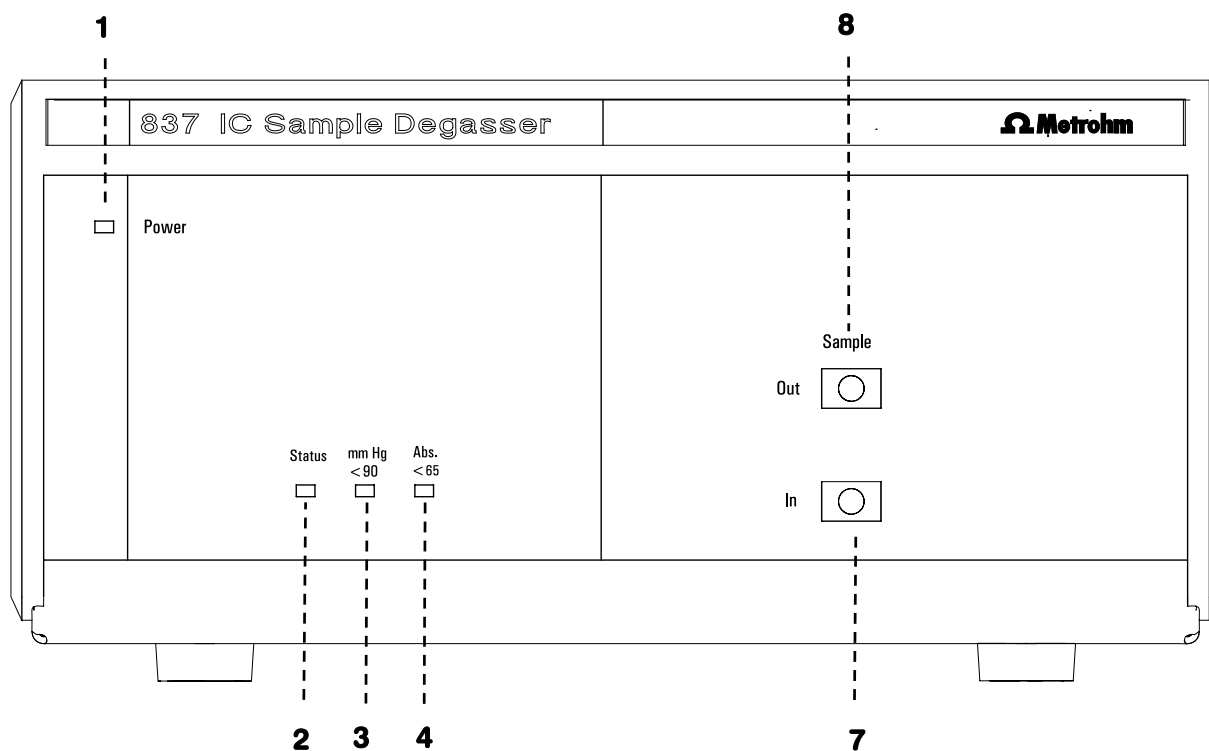 1
8
837 IC Sample Degasser
Metrohm
Power
Sample
Out
Status
mm Hg
<90
Abs.
<65
In
2
3
4
7